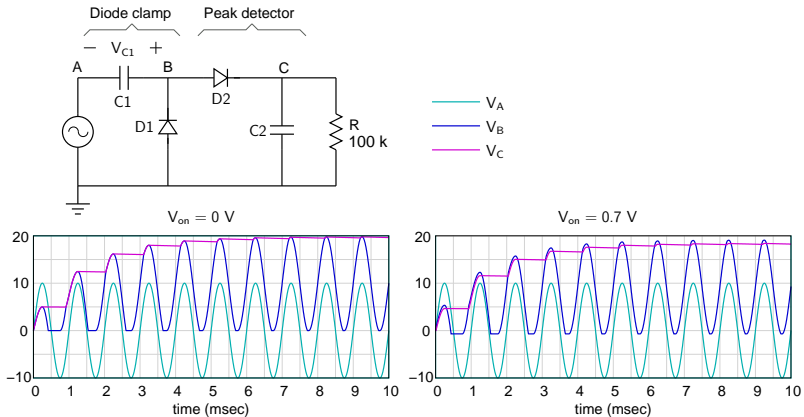 Diode clamp Peak detector
− V_C1 +
A B C
C1 D2
D1 C2 R
100 k
V_A
V_B
V_C
V_on = 0 V V_on = 0.7 V
20 20
10 10
0 0
−10 −10
0 1 2 3 4 5 6 7 8 9 10 0 1 2 3 4 5 6 7 8 9 10
time (msec) time (msec)